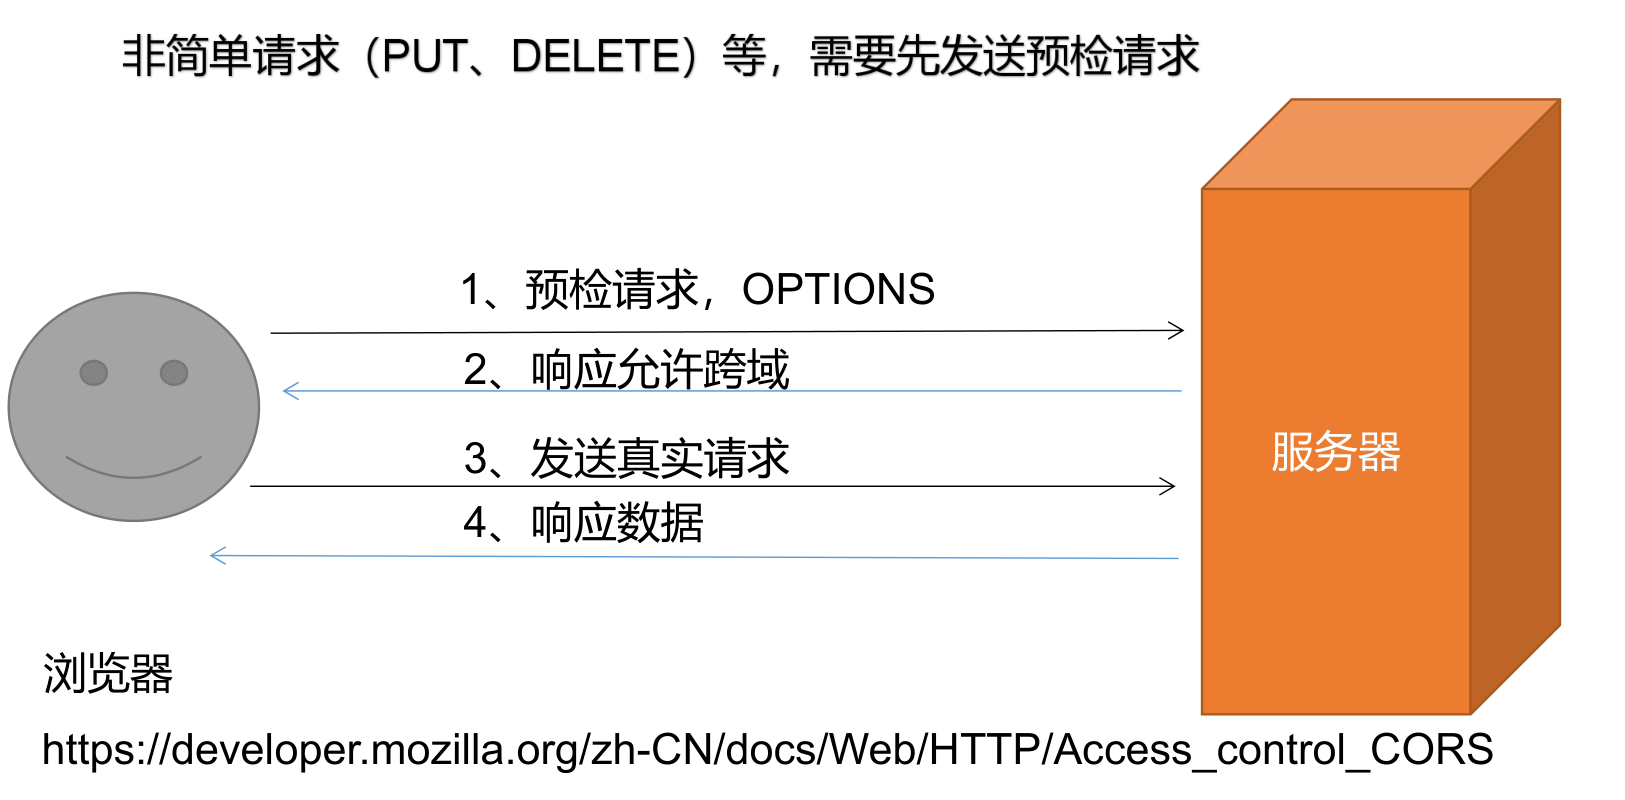 非简单请求（PUT、DELETE）等，需要先发送预检请求
1、预检请求，OPTIONS
2、响应允许跨域
3、发送真实请求
服务器
4、响应数据
浏览器
https://developer.mozilla.org/zh-CN/docs/Web/HTTP/Access_control_CORS